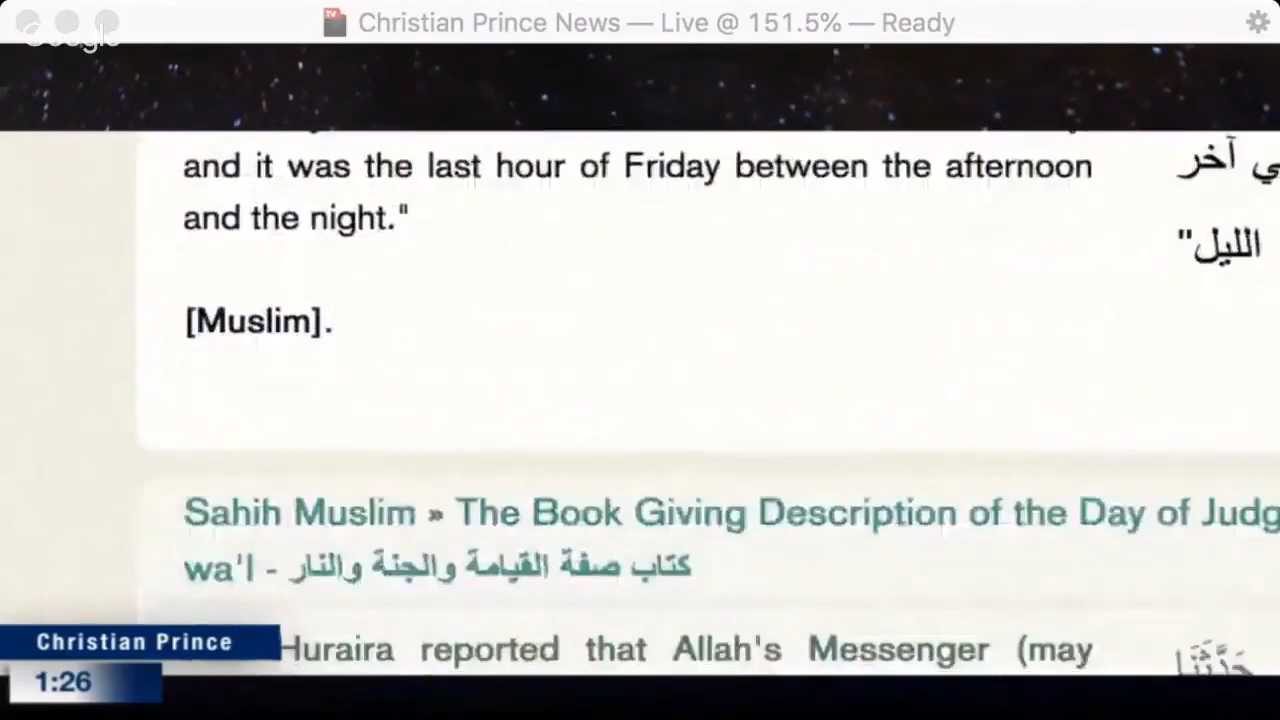 Christian Prince News — Live @ 151.5% — Ready
Google
and it was the last hour of Friday between the afternoon
and the night."
ي آخر
الليل"
[Muslim].
Sahih Muslim » The Book Giving Description of the Day of Judg
wa'l - كتاب صفة القيامة والجنة والنار
Huraira reported that Allah's Messenger (may
حَدَّثَنَا
Christian Prince
1:26